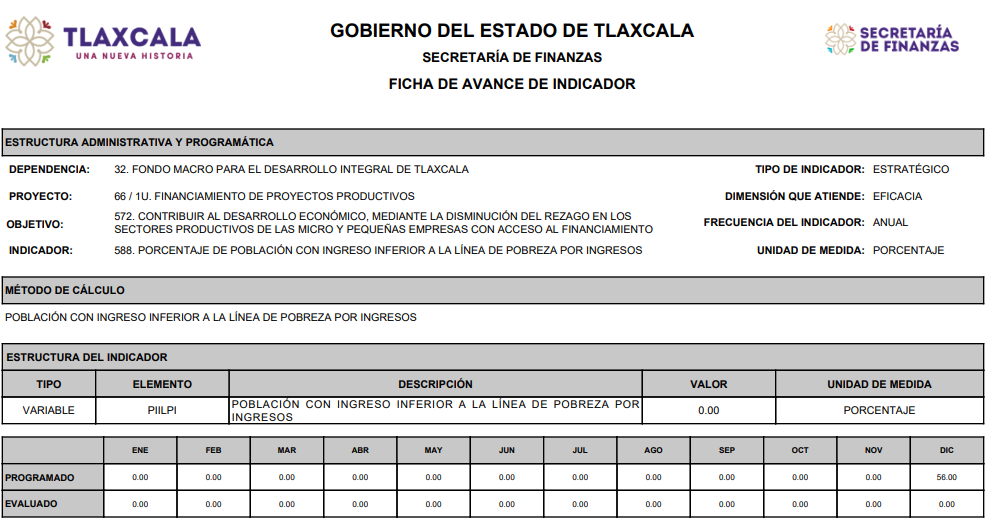 TLAXCALA
UNA NUEVA HISTORIA
GOBIERNO DEL ESTADO DE TLAXCALA
SECRETARÍA DE FINANZAS
FICHA DE AVANCE DE INDICADOR
SECRETARÍA
DE FINANZAS
ESTRUCTURA ADMINISTRATIVA Y PROGRAMÁTICA
DEPENDENCIA: 32. FONDO MACRO PARA EL DESARROLLO INTEGRAL DE TLAXCALA TIPO DE INDICADOR: ESTRATÉGICO
PROYECTO: 66 / 1U. FINANCIAMIENTO DE PROYECTOS PRODUCTIVOS DIMENSIÓN QUE ATIENDE: EFICACIA
OBJETIVO: 572. CONTRIBUIR AL DESARROLLO ECONÓMICO, MEDIANTE LA DISMINUCIÓN DEL REZAGO EN LOS
SECTORES PRODUCTIVOS DE LAS MICRO Y PEQUEÑAS EMPRESAS CON ACCESO AL FINANCIAMIENTO FRECUENCIA DEL INDICADOR: ANUAL
INDICADOR: 588. PORCENTAJE DE POBLACIÓN CON INGRESO INFERIOR A LA LÍNEA DE POBREZA POR INGRESOS UNIDAD DE MEDIDA: PORCENTAJE
MÉTODO DE CÁLCULO
POBLACIÓN CON INGRESO INFERIOR A LA LÍNEA DE POBREZA POR INGRESOS
ESTRUCTURA DEL INDICADOR
TIPO ELEMENTO DESCRIPCIÓN VALOR UNIDAD DE MEDIDA
VARIABLE PIILPI POBLACIÓN CON INGRESO INFERIOR A LA LÍNEA DE POBREZA POR
INGRESOS 0.00 PORCENTAJE
ENE FEB MAR ABR MAY JUN JUL AGO SEP OCT NOV DIC
PROGRAMADO 0.00 0.00 0.00 0.00 0.00 0.00 0.00 0.00 0.00 0.00 0.00 56.00
EVALUADO 0.00 0.00 0.00 0.00 0.00 0.00 0.00 0.00 0.00 0.00 0.00 0.00